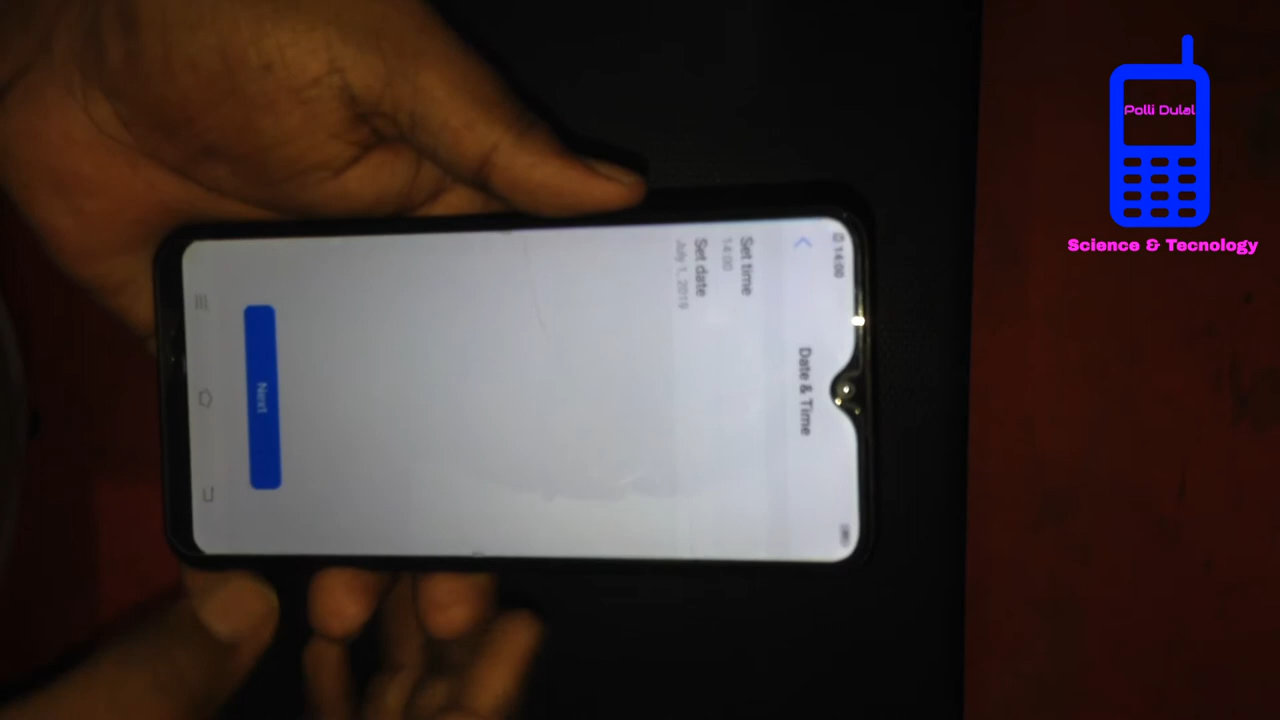 14:00
Date & Time
Set time
14:00
Set date
July 1, 2019
Next
Polli Dulal
Science & Tecnology